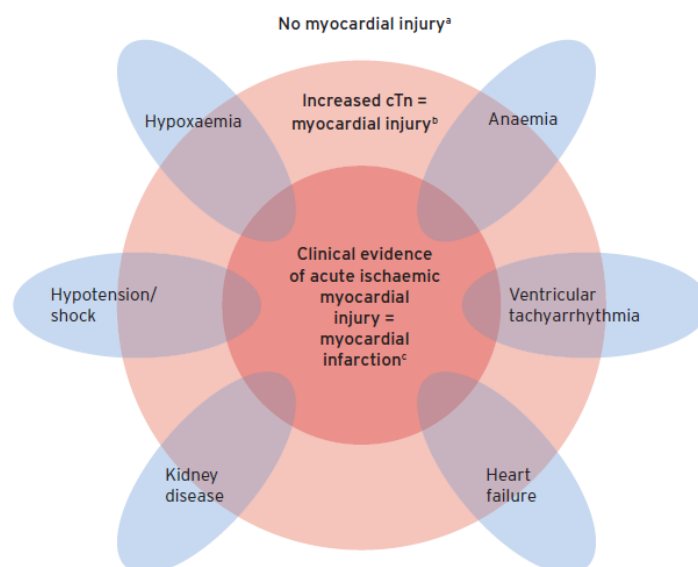 No myocardial injuryᵃ
Increased cTn =
myocardial injuryᵇ
Hypoxaemia
Anaemia
Clinical evidence
of acute ischaemic
myocardial
injury =
myocardial
infarctionᶜ
Hypotension/
shock
Ventricular
tachyarrhythmia
Kidney
disease
Heart
failure